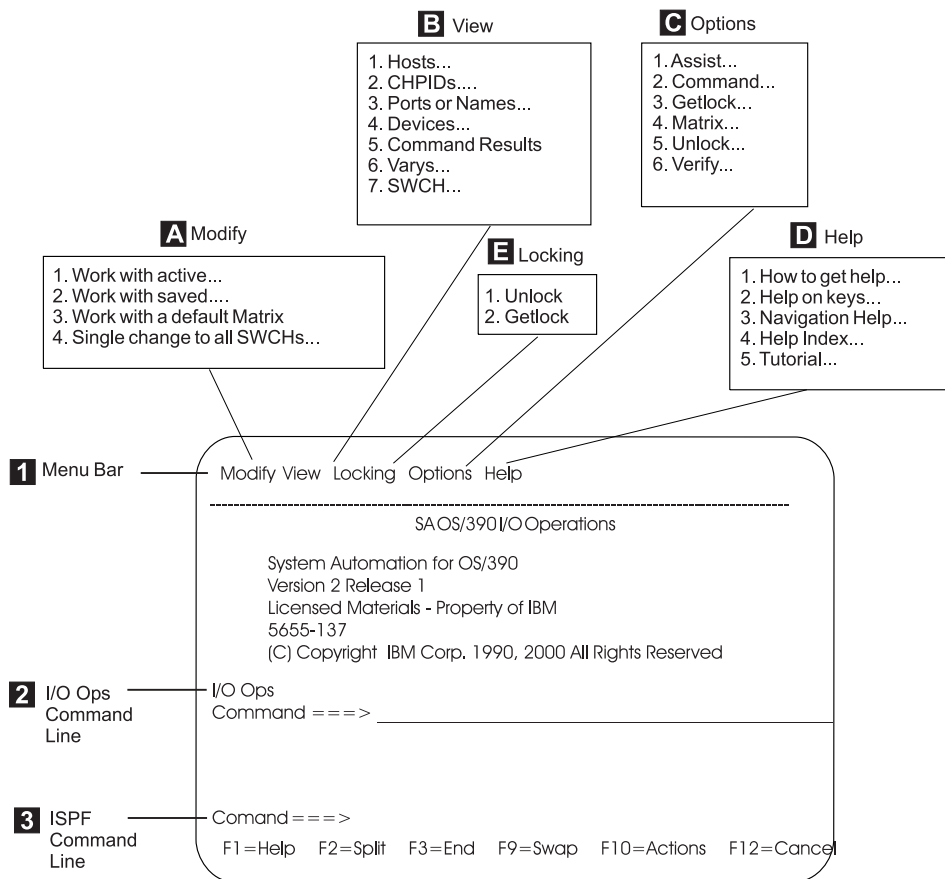 B View
1. Hosts...
2. CHPIDs....
3. Ports or Names...
4. Devices...
5. Command Results
6. Varys...
7. SWCH...
C Options
1. Assist...
2. Command...
3. Getlock...
4. Matrix...
5. Unlock...
6. Verify...
A Modify
1. Work with active...
2. Work with saved....
3. Work with a default Matrix
4. Single change to all SWCHs...
E Locking
1. Unlock
2. Getlock
D Help
1. How to get help...
2. Help on keys...
3. Navigation Help...
4. Help Index...
5. Tutorial...
1 Menu Bar
Modify View Locking Options Help
SA OS/390 I/O Operations
System Automation for OS/390
Version 2 Release 1
Licensed Materials - Property of IBM
5655-137
(C) Copyright IBM Corp. 1990, 2000 All Rights Reserved
2 I/O Ops
Command
Line
I/O Ops
Command ===>
3 ISPF
Command
Line
Comand ===>
F1=Help F2=Split F3=End F9=Swap F10=Actions F12=Cancel